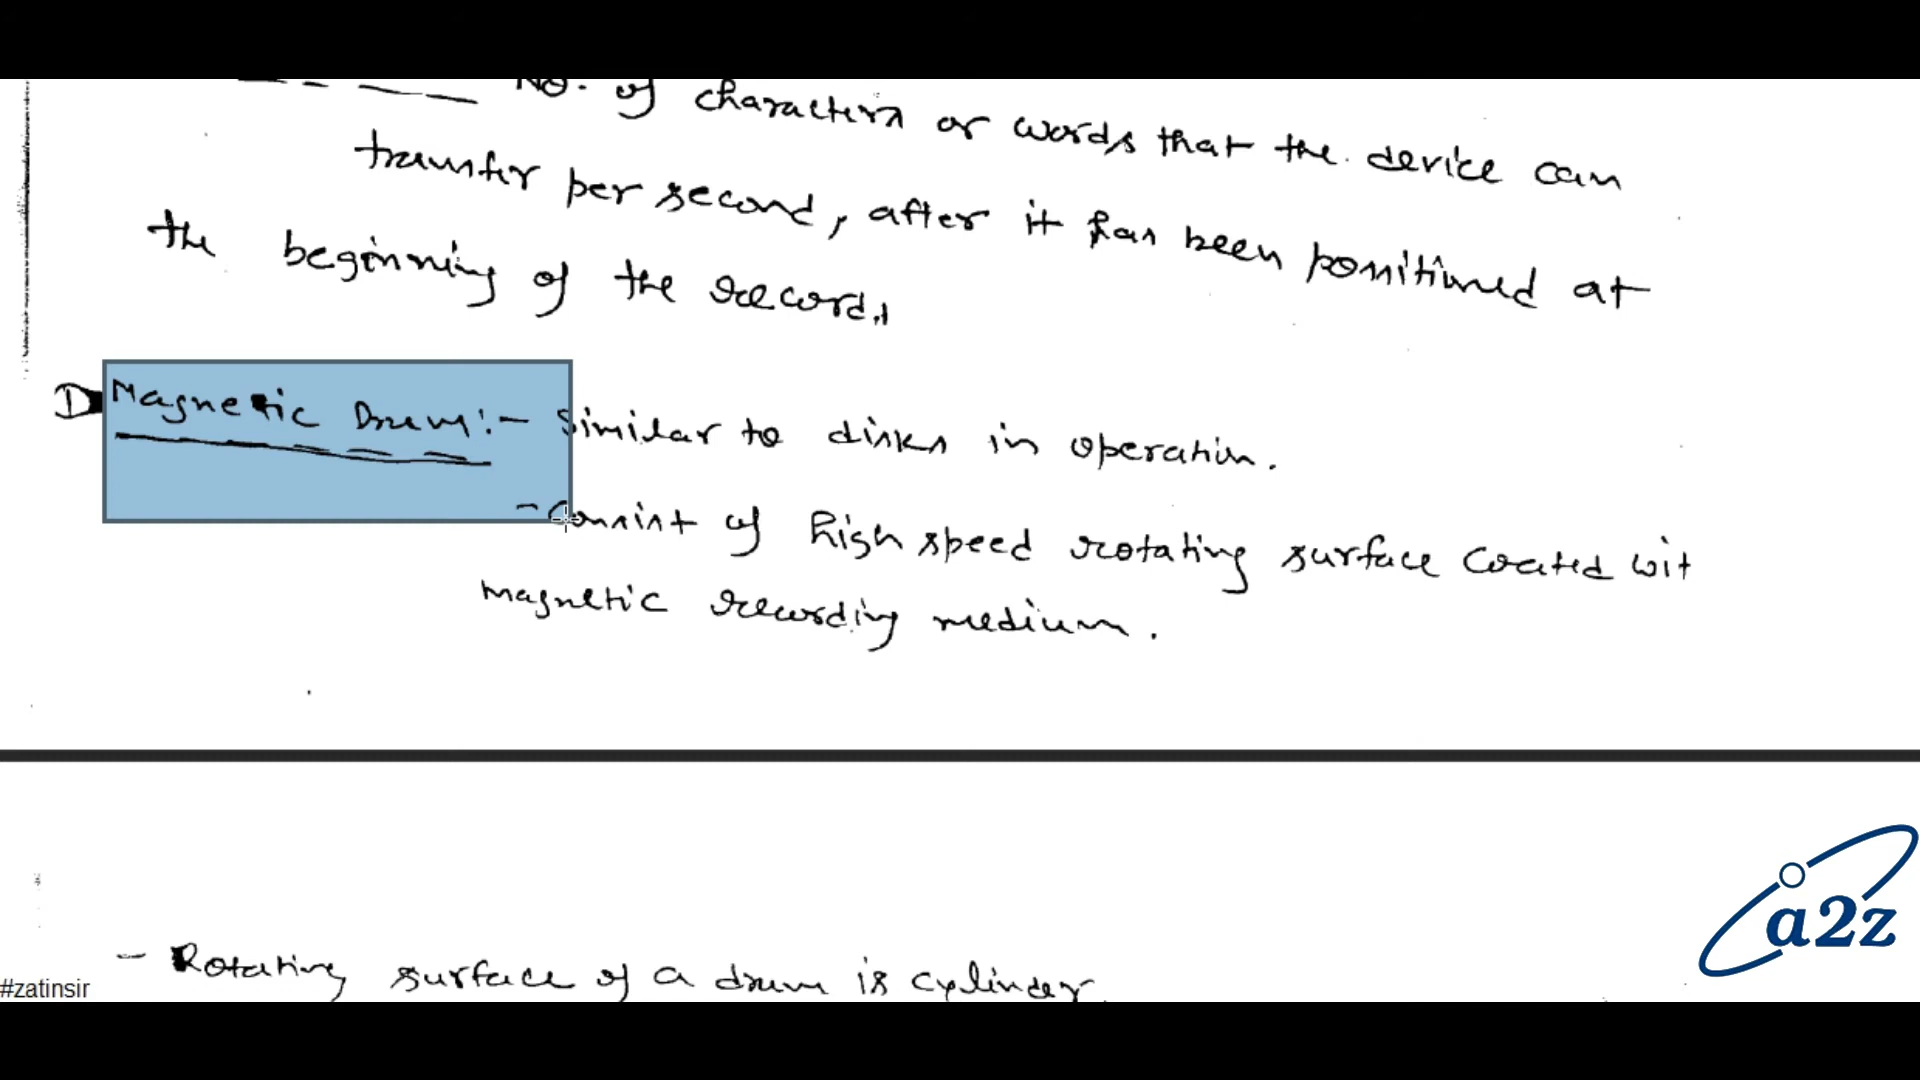 No. of characters or words that the device can
transfer per second, after it has been possitioned at
the beginning of the record.
D Magnetic Drum :- Similar to disks in operation.
- Consist of high speed rotating surface coated wit
magnetic recording medium.
- Rotating surface of a drum is cylinder
a2z
#zatinsir